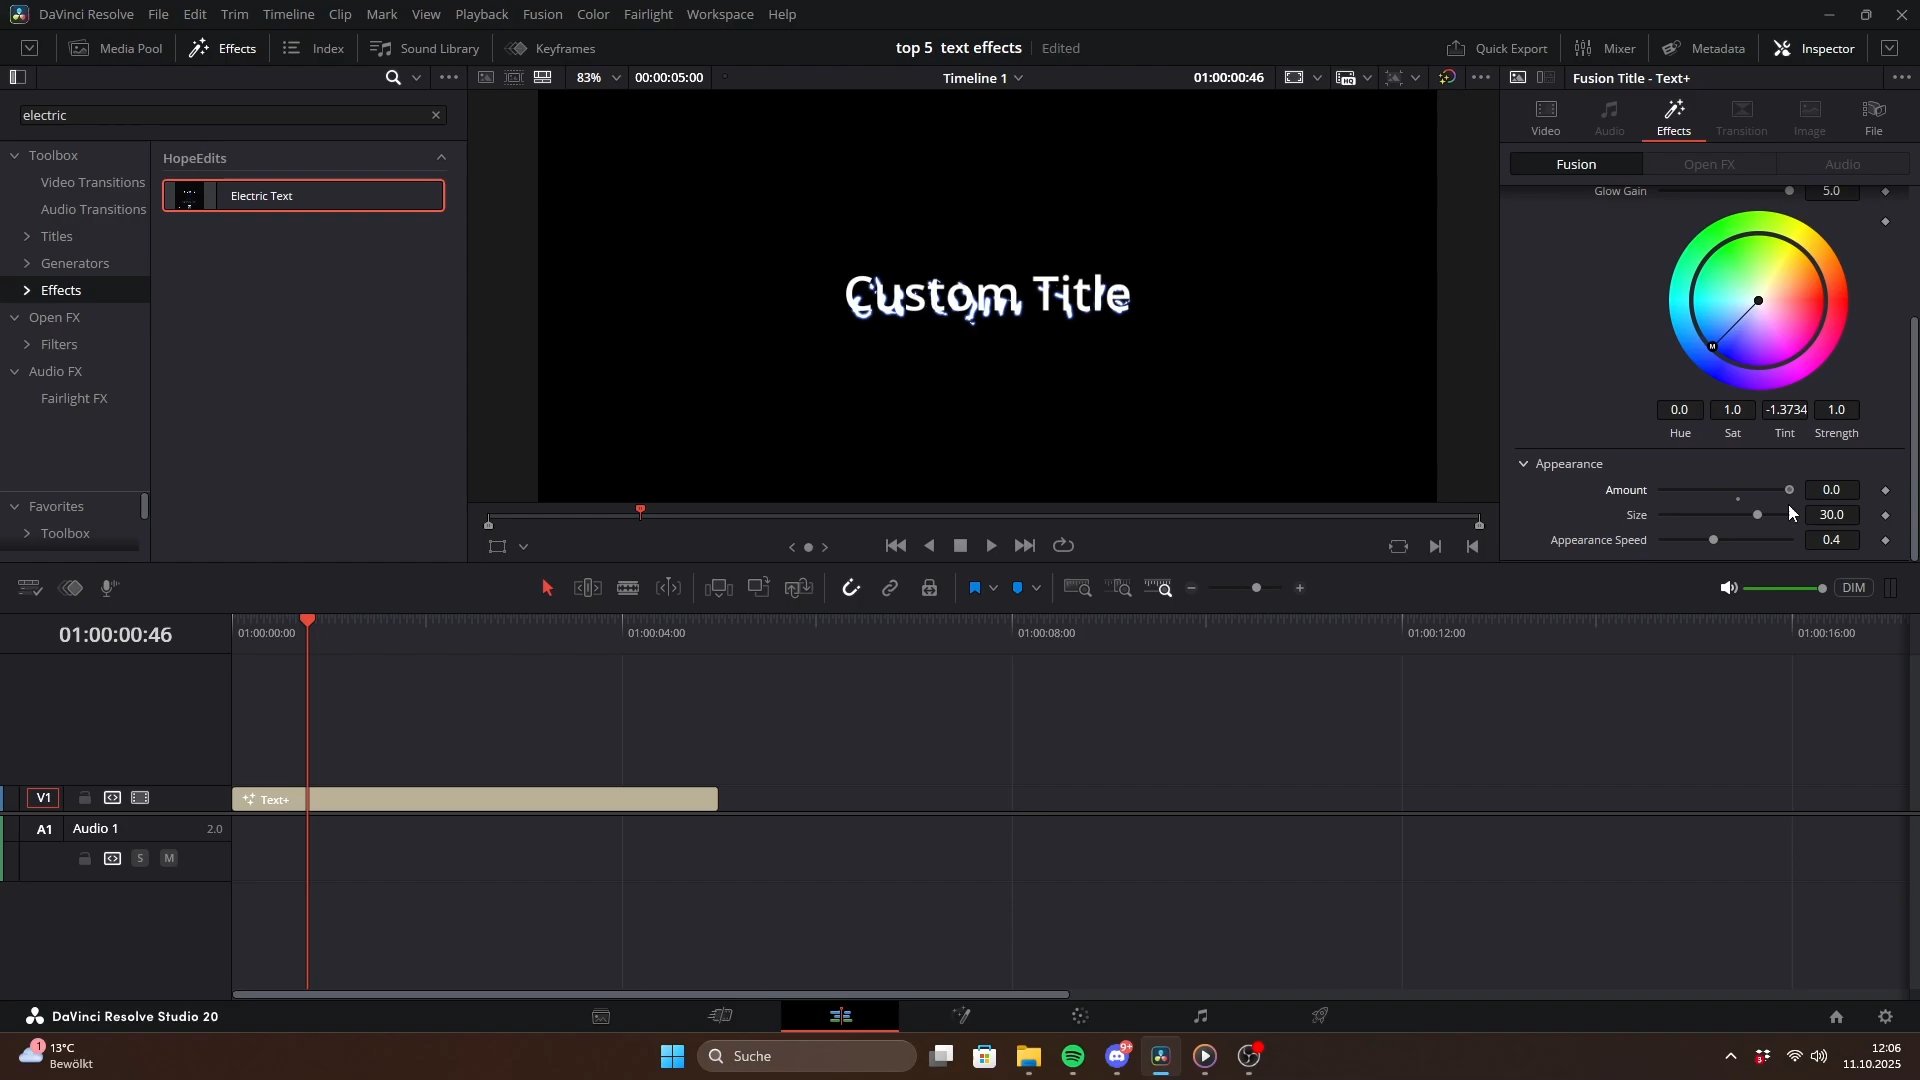 DaVinci Resolve File Edit Trim Timeline Clip Mark View Playback Fusion Color Fairlight Workspace Help
Media Pool Effects Index Sound Library Keyframes top 5 text effects Edited Quick Export Mixer Metadata Inspector
83% 00:00:05:00 Timeline 1 01:00:00:46 HQ Fusion Title - Text+
electric
Video Audio Effects Transition Image File
Toolbox
Video Transitions
Audio Transitions
Titles
Generators
Effects
Open FX
Filters
Audio FX
Fairlight FX
Favorites
Toolbox
HopeEdits
Electric Text
Custom Title
Fusion Open FX Audio
Glow Gain 5.0
M
0.0 1.0 -1.3734 1.0
Hue Sat Tint Strength
Appearance
Amount 0.0
Size 30.0
Appearance Speed 0.4
DIM
01:00:00:46
01:00:00:00 01:00:04:00 01:00:08:00 01:00:12:00 01:00:16:00
V1
Text+
A1 Audio 1 2.0
S M
DaVinci Resolve Studio 20
1 13°C
Bewölkt
Suche
9+
3
12:06
11.10.2025